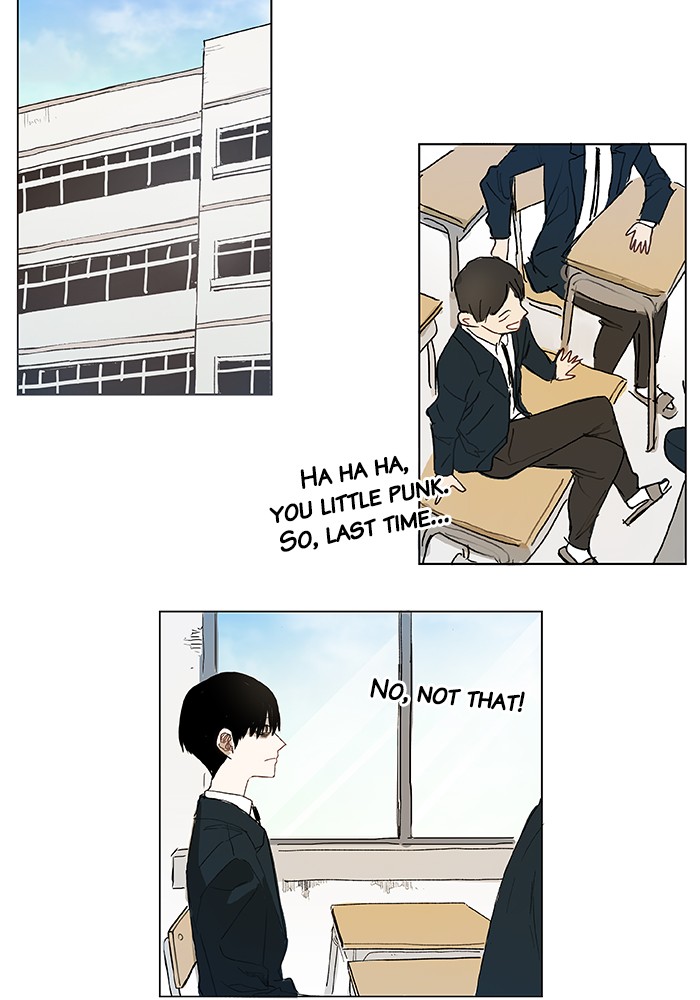 HA HA HA,
YOU LITTLE PUNK.
SO, LAST TIME...
NO, NOT THAT!